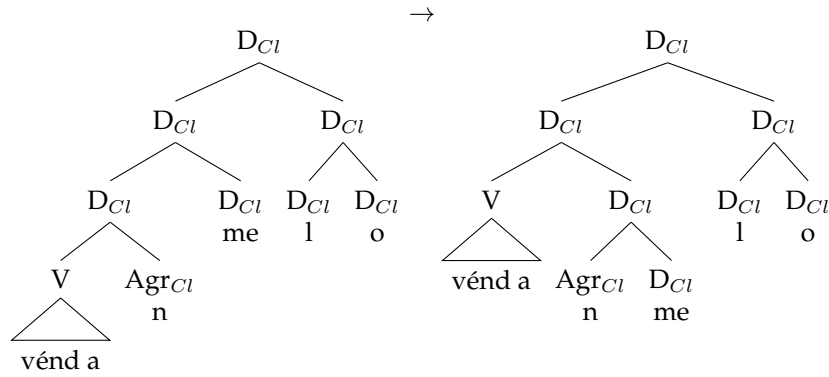 →
D_Cl D_Cl
D_Cl D_Cl D_Cl D_Cl
D_Cl D_Cl D_Cl D_Cl V D_Cl D_Cl D_Cl
me l o l o
V Agr_Cl vénd a Agr_Cl D_Cl
n n me
vénd a